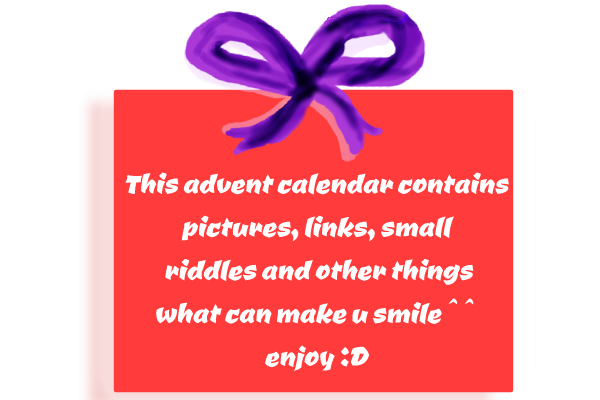 This advent calendar contains
pictures, links, small
riddles and other things
what can make u smile ^^
enjoy :D